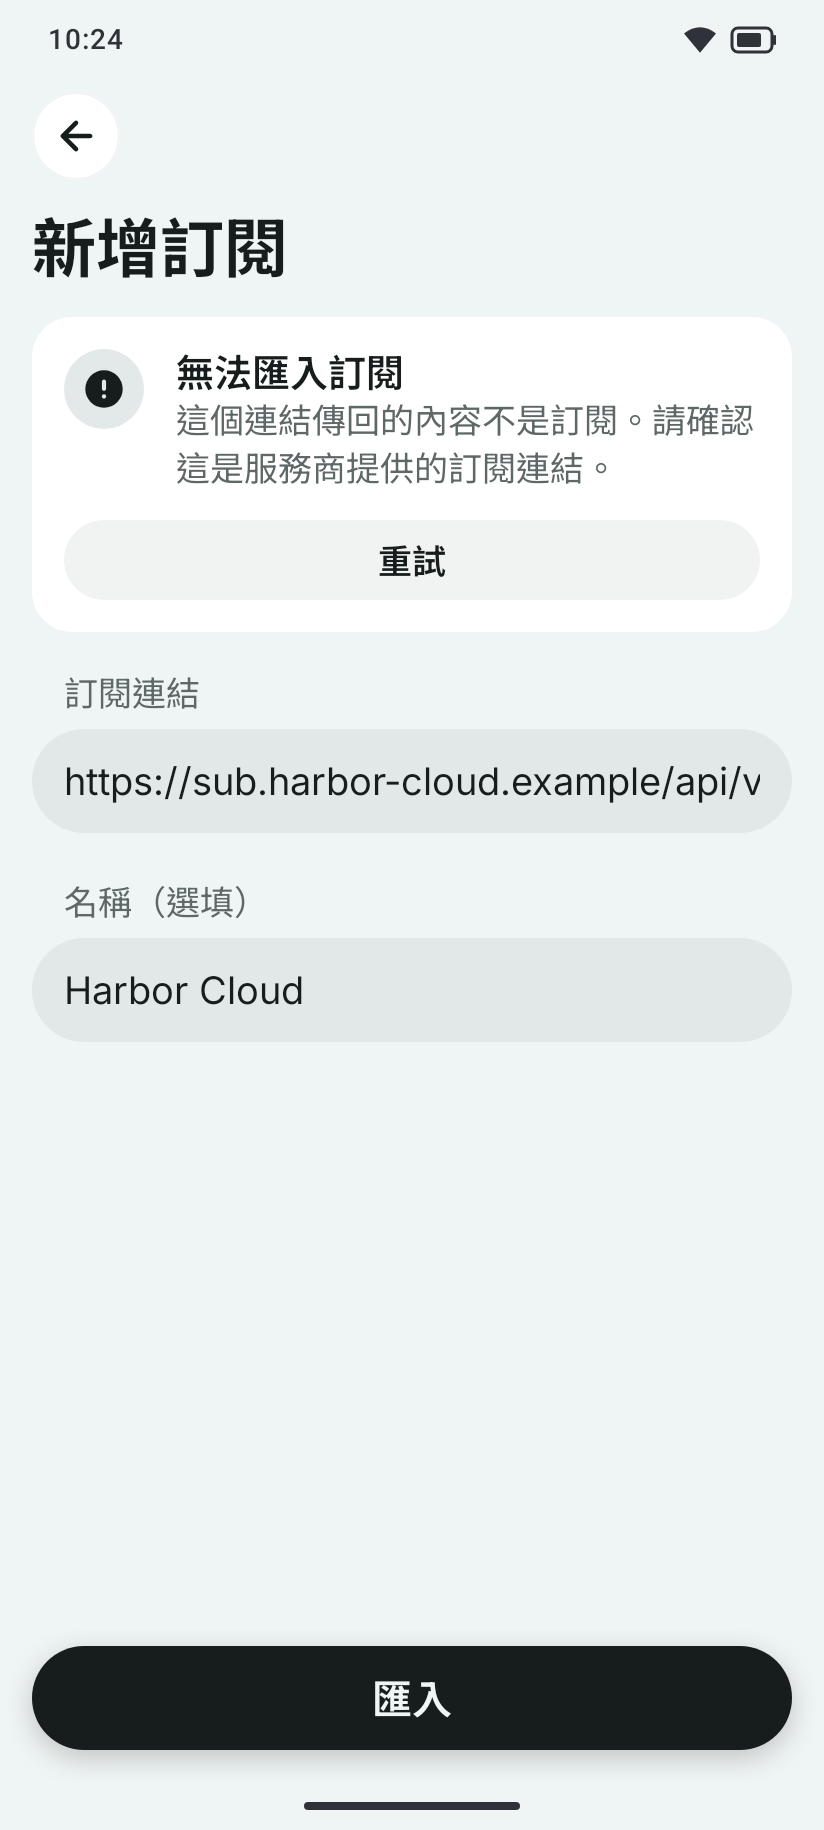 10:24
新增訂閱
無法匯入訂閱
這個連結傳回的內容不是訂閱。請確認
這是服務商提供的訂閱連結。
重試
訂閱連結
https://sub.harbor-cloud.example/api/v
名稱（選填）
Harbor Cloud
匯入